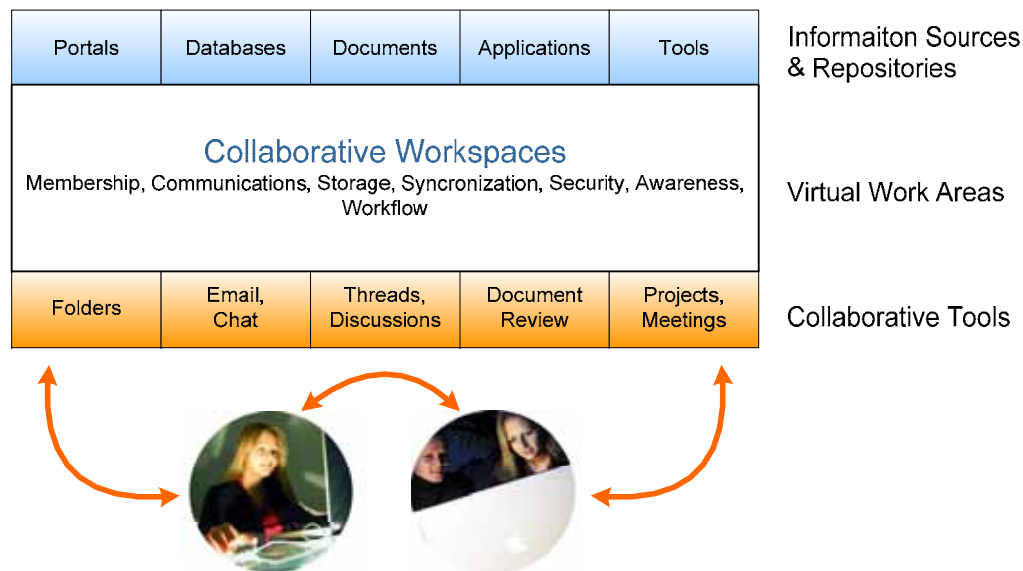 Portals
Databases
Documents
Applications
Tools
Informaiton Sources
& Repositories
Collaborative Workspaces
Membership, Communications, Storage, Syncronization, Security, Awareness,
Workflow
Virtual Work Areas
Folders
Email,
Chat
Threads,
Discussions
Document
Review
Projects,
Meetings
Collaborative Tools